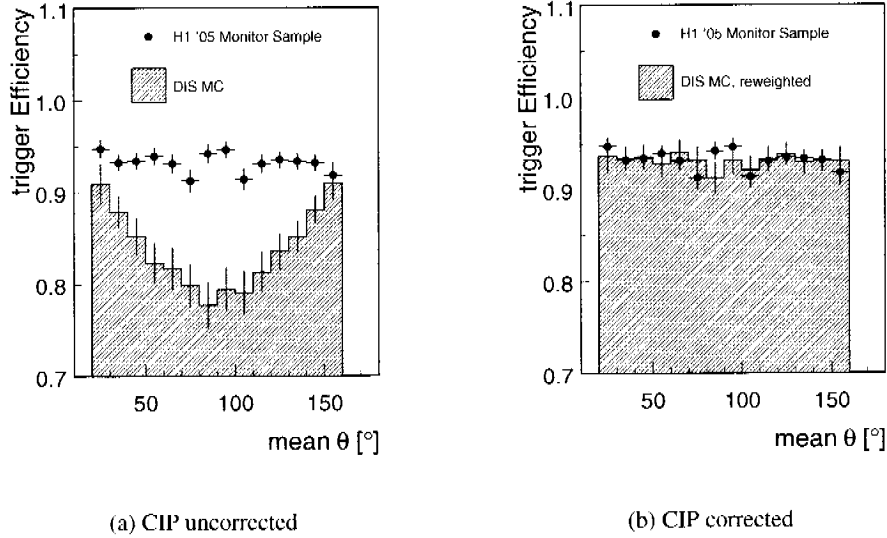 trigger Efficiency
1.1
1.0
0.9
0.8
0.7
H1 '05 Monitor Sample
DIS MC
50
100
150
mean θ [°]
(a) CIP uncorrected
trigger Efficiency
1.1
1.0
0.9
0.8
0.7
H1 '05 Monitor Sample
DIS MC, reweighted
50
100
150
mean θ [°]
(b) CIP corrected